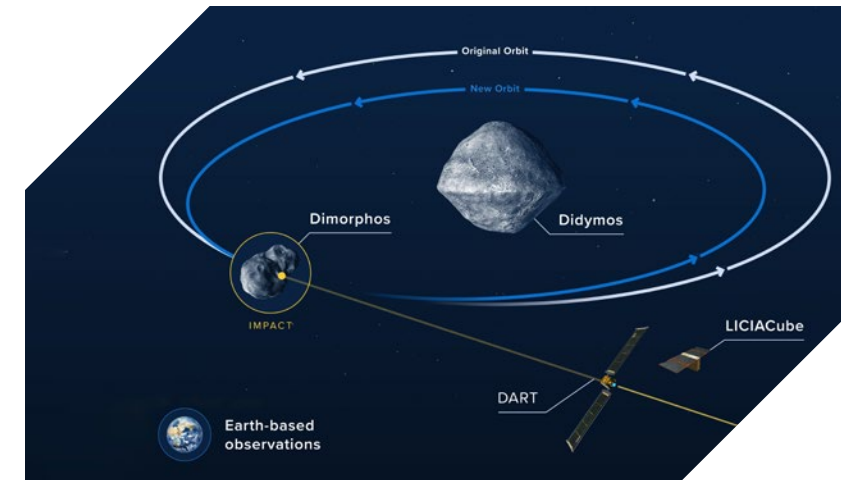 Original Orbit
New Orbit
Dimorphos
Didymos
IMPACT
LICIACube
DART
Earth-based
observations